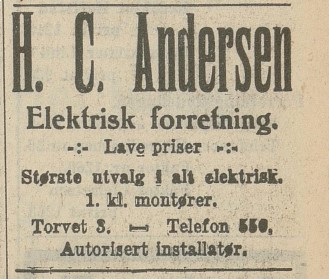 H. C. Andersen
Elektrisk forretning.
-:- Lave priser -:-
Største utvalg i alt elektrisk.
1. kl. montører.
Torvet 3. — Telefon 550,
Autorisert installatør.